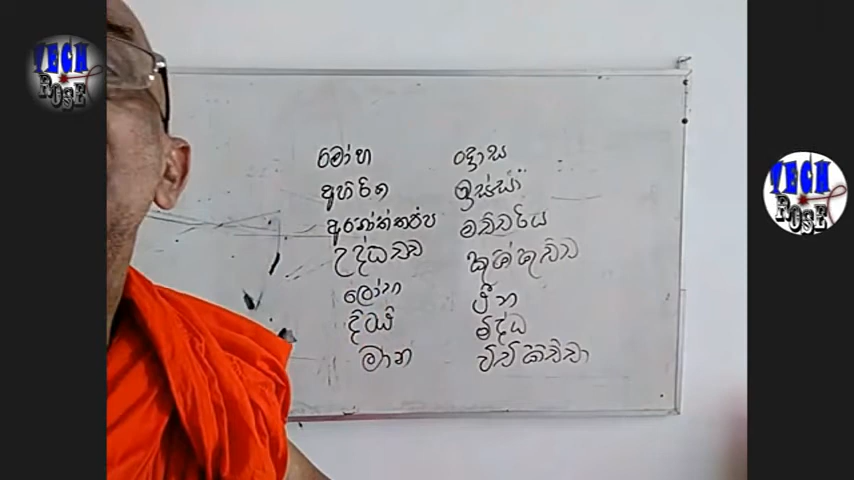 TECH
ROSE
මෝහ
අහිරික
අනෝත්තප්ප
උද්ධච්ච
ලෝභ
දිට්ඨි
මාන
දෝස
ඉස්සා
මච්ඡරිය
කුක්කුච්ච
ථීන
මිද්ධ
විචිකිච්ඡා
TECH
ROSE